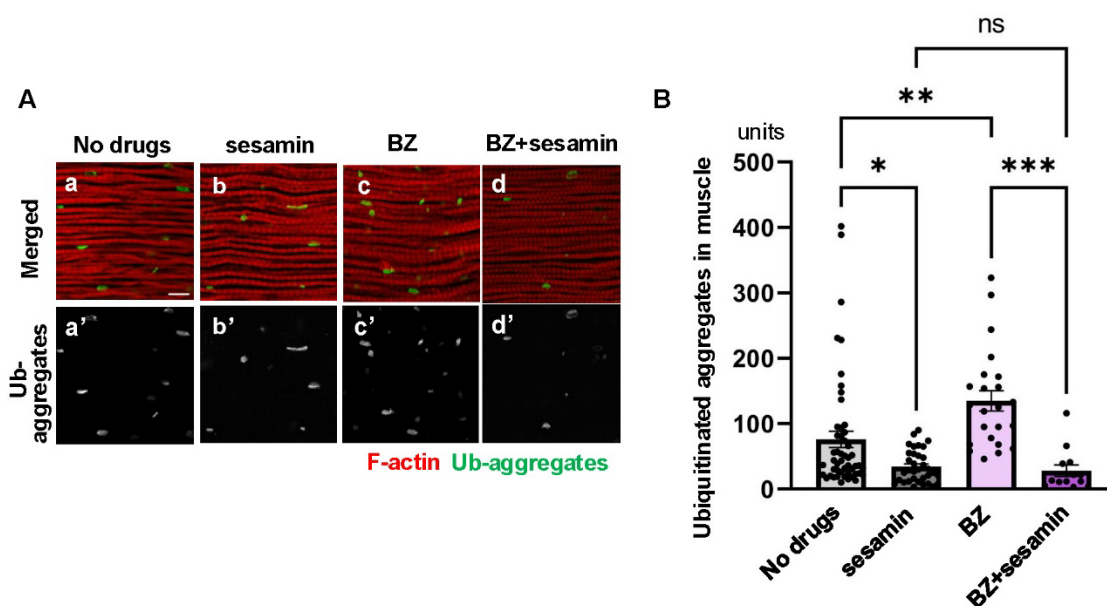 A
No drugs sesamin BZ BZ+sesamin
Merged
a b c d
Ub-
aggregates
a’ b’ c’ d’
F-actin Ub-aggregates
B
units
Ubiquitinated aggregates in muscle
500
400
300
200
100
0
ns
**
* ***
No drugs
sesamin
BZ
BZ+sesamin